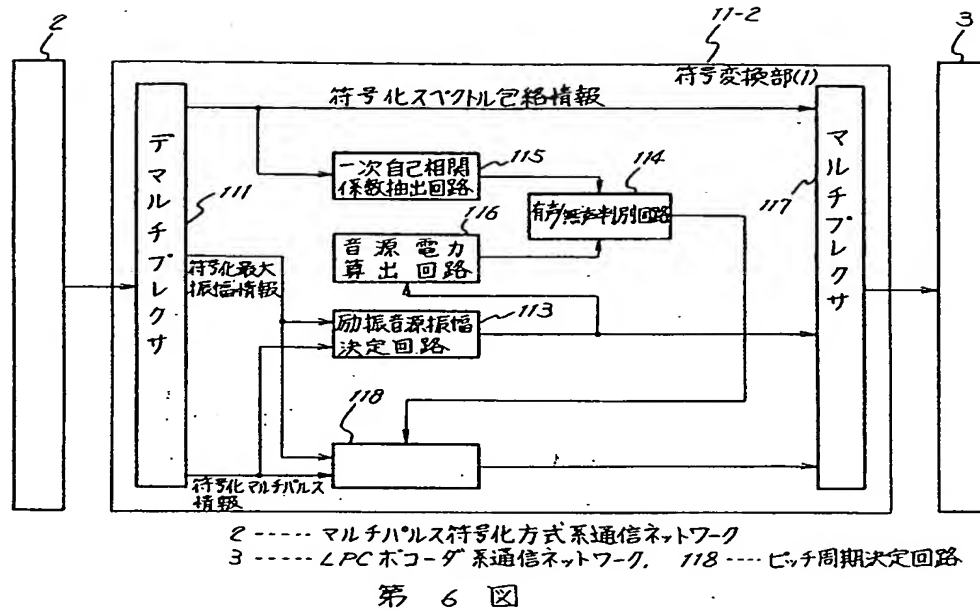 2
11-2
3
符号変換部(1)
符号化スペクトル包絡情報
デマルチプレクサ
111
一次自己相関
係数抽出回路
115
114
有声/無声判別回路
マルチプレクサ
117
116
音源電力
算出回路
符号化最大
振幅情報
励振音源振幅
決定回路
113
118
符号化マルチパルス
情報
2 ----- マルチパルス符号化方式系通信ネットワーク
3 ---- LPCボコーダ系通信ネットワーク, 118 ---- ピッチ周期決定回路
第 6 図